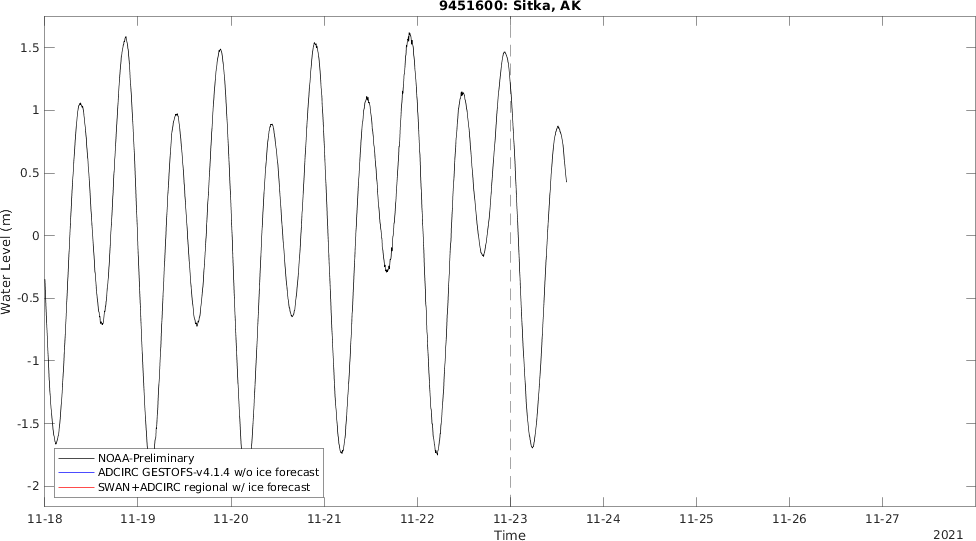 9451600: Sitka, AK
Water Level (m)
1.5
1
0.5
0
-0.5
-1
-1.5
-2
NOAA-Preliminary
ADCIRC GESTOFS-v4.1.4 w/o ice forecast
SWAN+ADCIRC regional w/ ice forecast
11-18 11-19 11-20 11-21 11-22 11-23 11-24 11-25 11-26 11-27
Time
2021